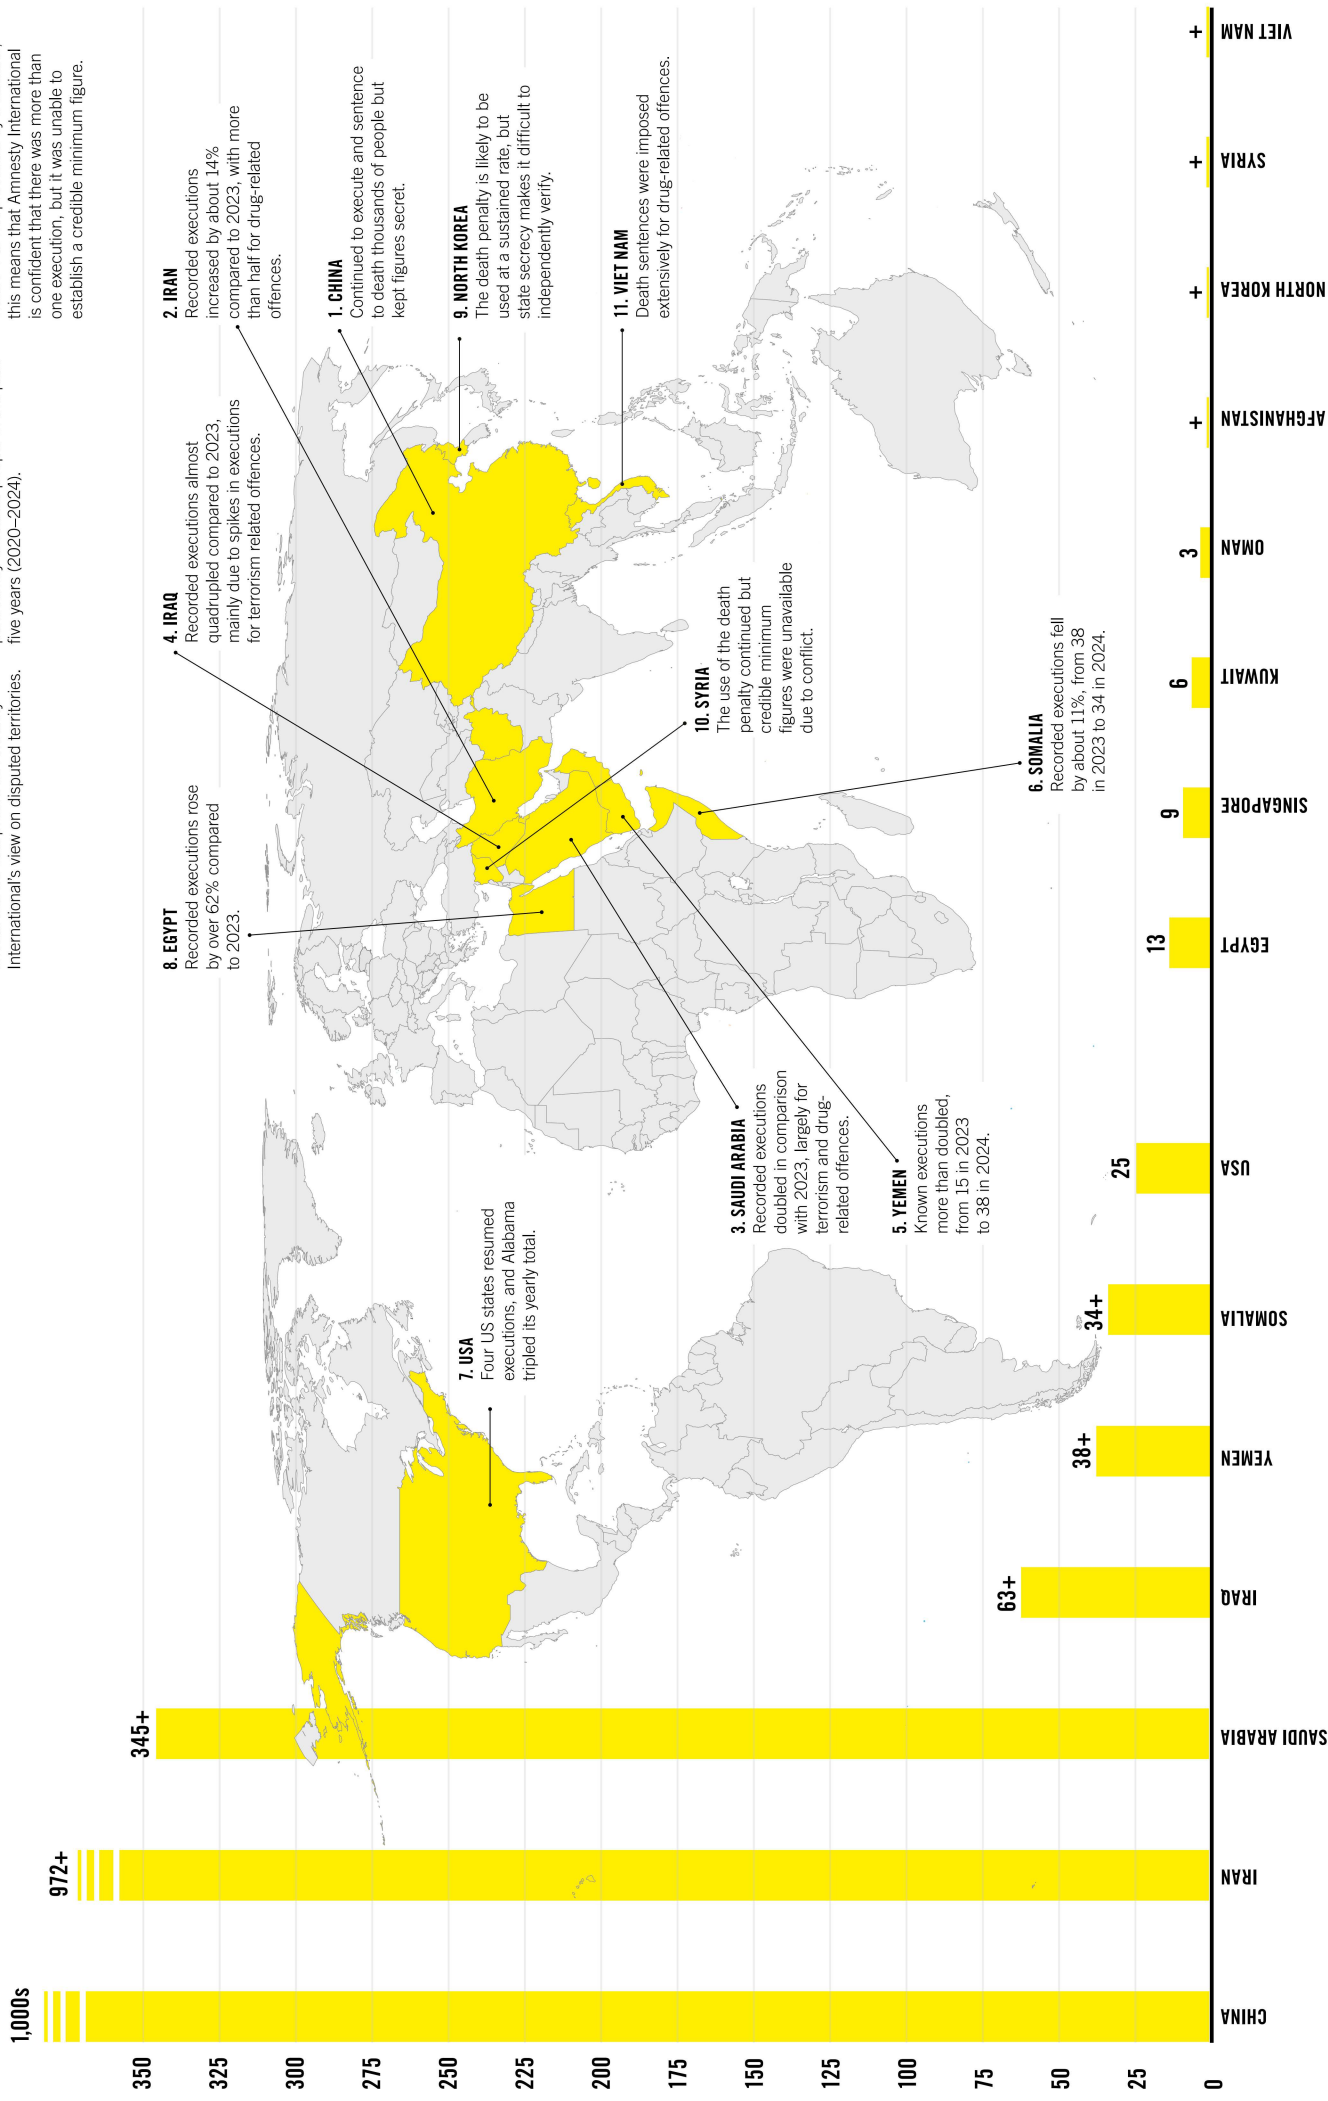 International's view on disputed territories.
five years (2020–2024).
this means that Amnesty International
is confident that there was more than
one execution, but it was unable to
establish a credible minimum figure.
8. EGYPT
Recorded executions rose
by over 62% compared
to 2023.
4. IRAQ
Recorded executions almost
quadrupled compared to 2023,
mainly due to spikes in executions
for terrorism related offences.
2. IRAN
Recorded executions
increased by about 14%
compared to 2023, with more
than half for drug-related
offences.
1. CHINA
Continued to execute and sentence
to death thousands of people but
kept figures secret.
9. NORTH KOREA
The death penalty is likely to be
used at a sustained rate, but
state secrecy makes it difficult to
independently verify.
11. VIET NAM
Death sentences were imposed
extensively for drug-related offences.
7. USA
Four US states resumed
executions, and Alabama
tripled its yearly total.
10. SYRIA
The use of the death
penalty continued but
credible minimum
figures were unavailable
due to conflict.
3. SAUDI ARABIA
Recorded executions
doubled in comparison
with 2023, largely for
terrorism and drug-
related offences.
5. YEMEN
Known executions
more than doubled,
from 15 in 2023
to 38 in 2024.
6. SOMALIA
Recorded executions fell
by about 11%, from 38
in 2023 to 34 in 2024.
350
325
300
275
250
225
200
175
150
125
100
75
50
25
0
1,000s
972+
345+
63+
38+
34+
25
13
9
6
3
+
+
+
+
CHINA
IRAN
SAUDI ARABIA
IRAQ
YEMEN
SOMALIA
USA
EGYPT
SINGAPORE
KUWAIT
OMAN
AFGHANISTAN
NORTH KOREA
SYRIA
VIET NAM